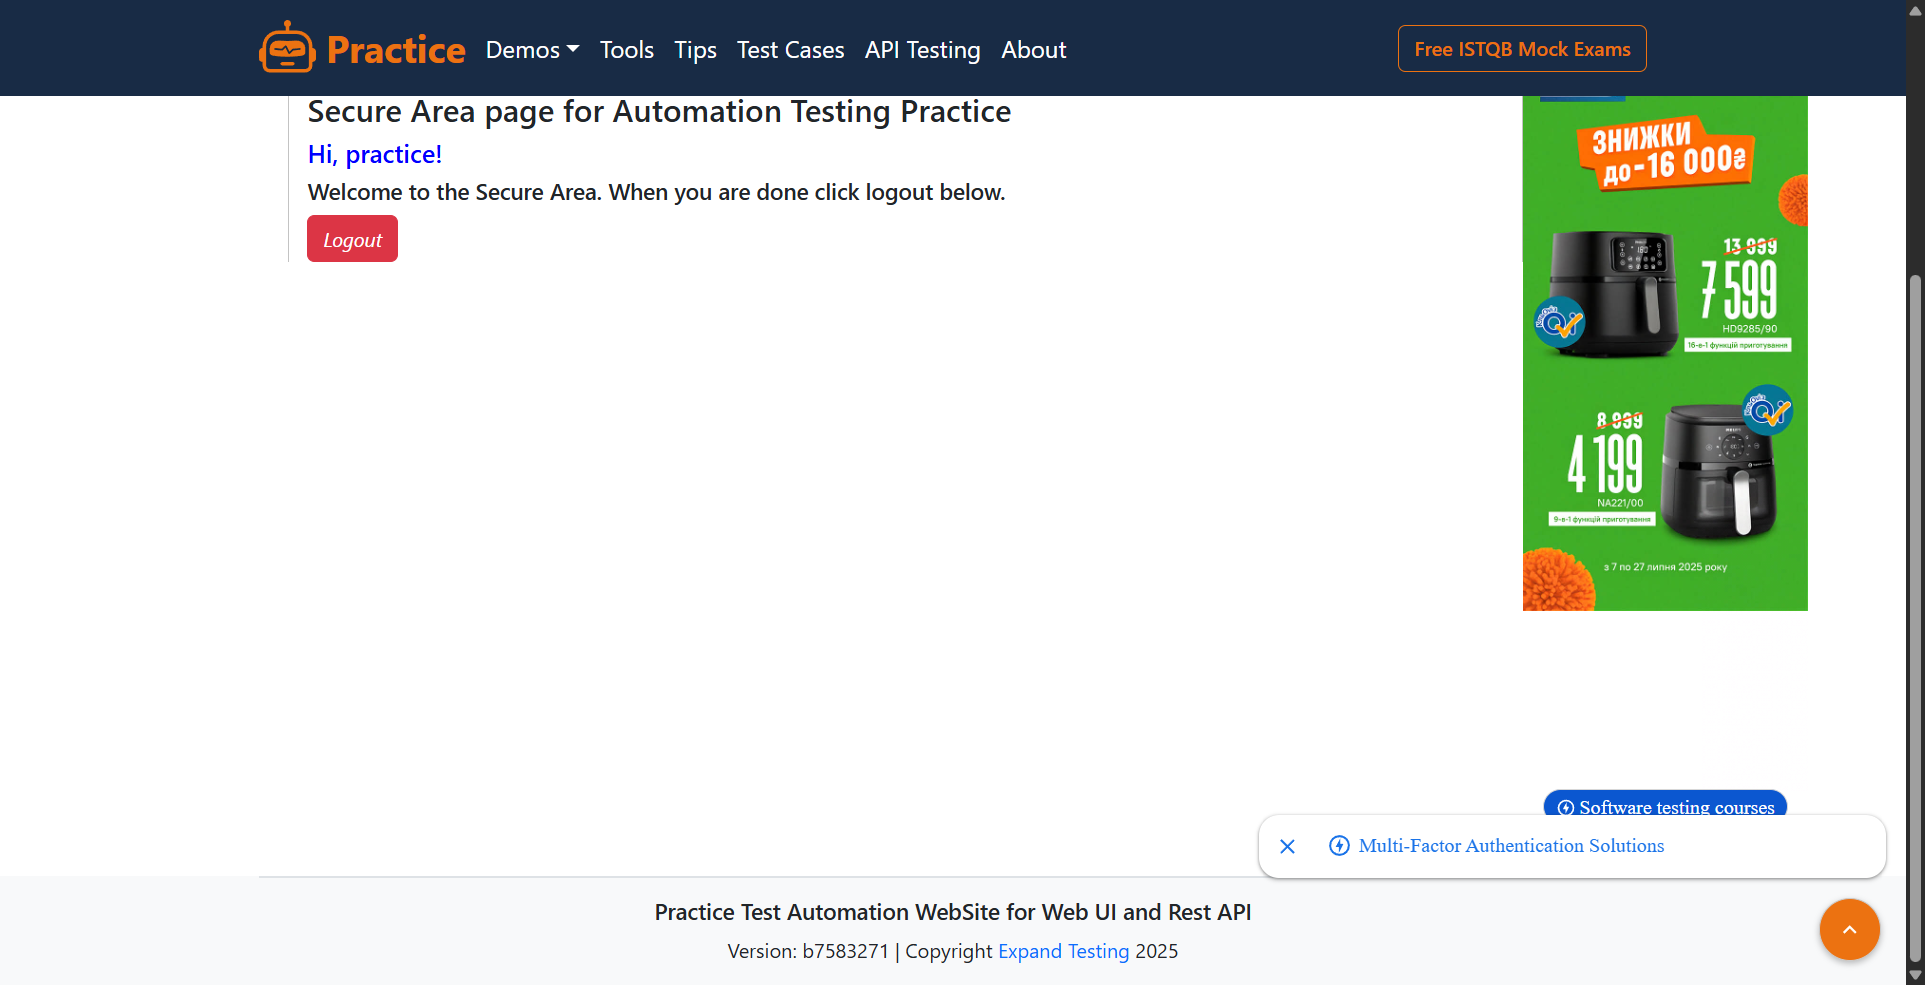 Practice Demos Tools Tips Test Cases API Testing About Free ISTQB Mock Exams
Secure Area page for Automation Testing Practice
Hi, practice!
Welcome to the Secure Area. When you are done click logout below.
Logout
ЗНИЖКИ
до -16 000₴
13 999
7 599
HD9285/90
16-в-1 функцій приготування
8 999
4 199
NA221/00
9-в-1 функцій приготування
з 7 по 27 липня 2025 року
Software testing courses
Multi-Factor Authentication Solutions
Practice Test Automation WebSite for Web UI and Rest API
Version: b7583271 | Copyright Expand Testing 2025